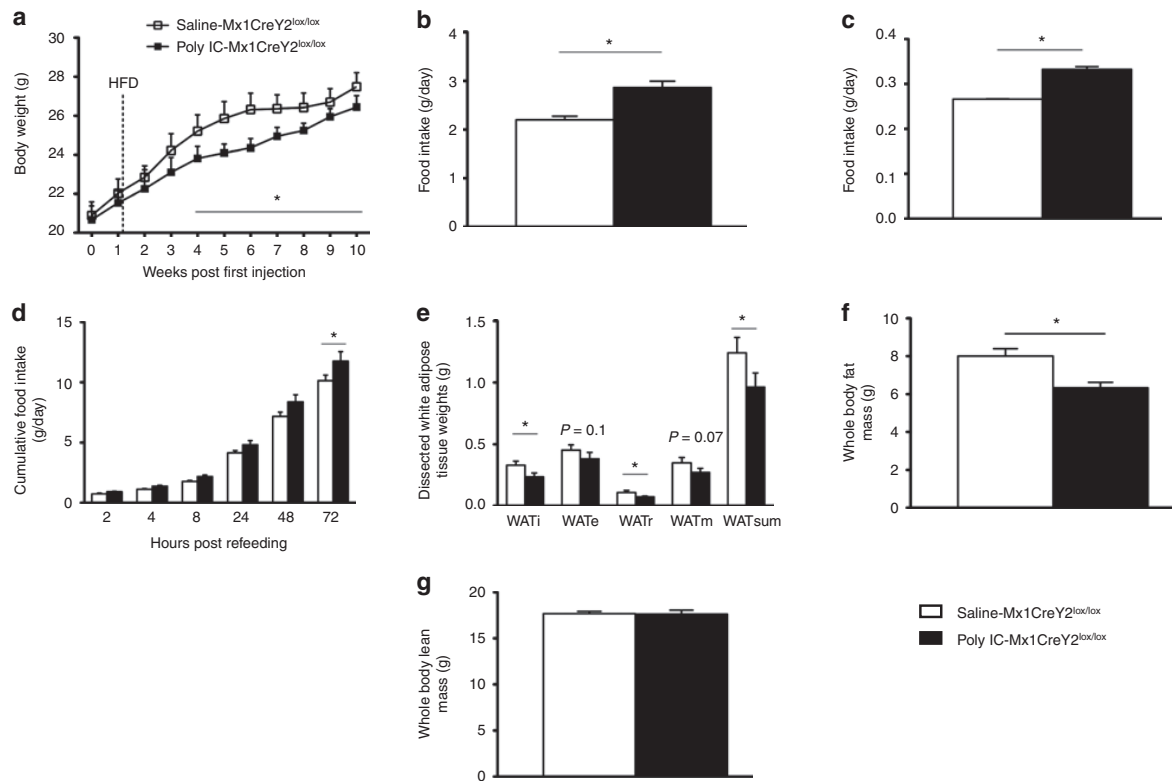 a
Saline-Mx1CreY2lox/lox
Poly IC-Mx1CreY2lox/lox
Body weight (g)
30
28
26
24
22
20
HFD
*
0 1 2 3 4 5 6 7 8 9 10
Weeks post first injection
b
Food intake (g/day)
4
3
2
1
0
*
c
Food intake (g/day)
0.4
0.3
0.2
0.1
0.0
*
d
Cumulative food intake
(g/day)
15
10
5
0
*
2 4 8 24 48 72
Hours post refeeding
e
Dissected white adipose
tissue weights (g)
1.5
1.0
0.5
0.0
*
P = 0.1
*
P = 0.07
*
WATi WATe WATr WATm WATsum
f
Whole body fat
mass (g)
10
8
6
4
2
0
*
g
Whole body lean
mass (g)
20
15
10
5
0
Saline-Mx1CreY2lox/lox
Poly IC-Mx1CreY2lox/lox